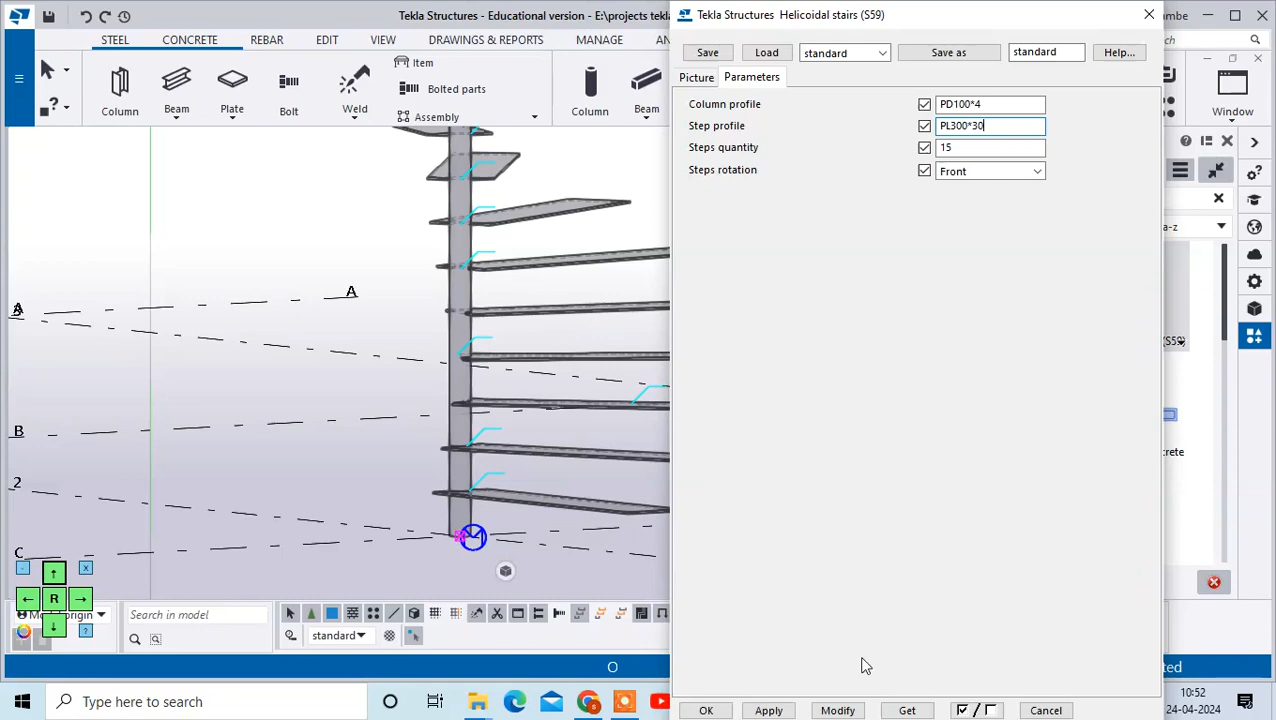 Tekla Structures - Educational version - E:\projects tekla
Tekla Structures Helicoidal stairs (S59)
STEEL CONCRETE REBAR EDIT VIEW DRAWINGS & REPORTS MANAGE
Save Load standard Save as standard Help...
Picture Parameters
Item
Bolted parts
Column Beam Plate Bolt Weld Assembly Column Beam
Window
Column profile PD100*4
Step profile PL300*30
Steps quantity 15
Steps rotation Front
a-z
(S59)
A
A
B
2
C
- x
← R →
?
Search in model
standard
OK Apply Modify Get / Cancel
Type here to search
10:52
24-04-2024